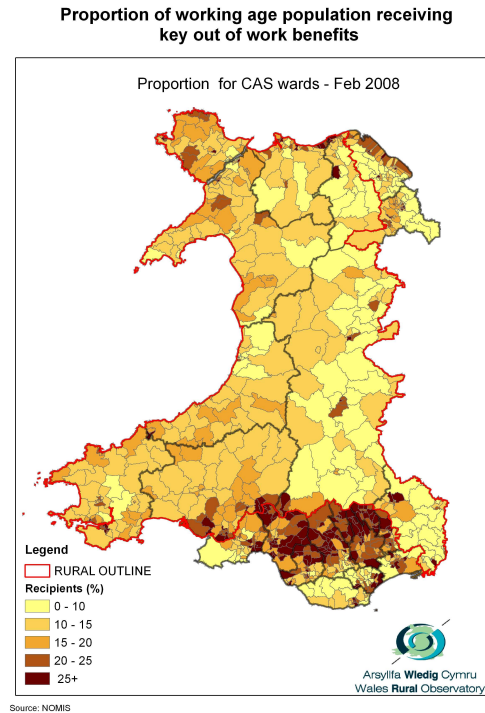 Proportion of working age population receiving
key out of work benefits
Proportion for CAS wards - Feb 2008
Legend
RURAL OUTLINE
Recipients (%)
0 - 10
10 - 15
15 - 20
20 - 25
25+
Arsyllfa Wledig Cymru
Wales Rural Observatory
Source: NOMIS